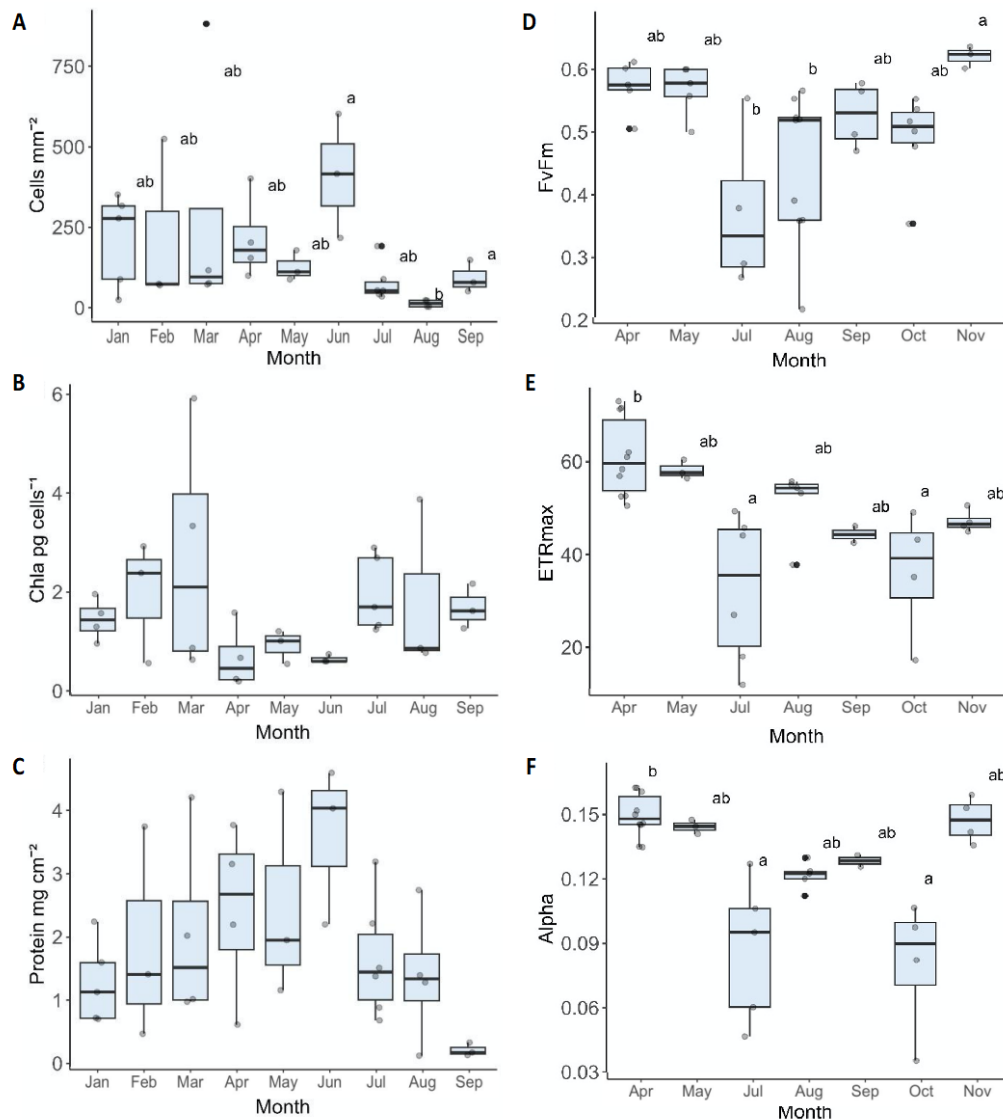 A
Cells mm⁻²
750
500
250
0
ab
ab
ab
ab
ab
a
ab
b
a
Jan Feb Mar Apr May Jun Jul Aug Sep
Month
B
Chla pg cells⁻¹
6
4
2
0
Jan Feb Mar Apr May Jun Jul Aug Sep
Month
C
Protein mg cm⁻²
4
3
2
1
0
Jan Feb Mar Apr May Jun Jul Aug Sep
Month
D
FvFm
0.6
0.5
0.4
0.3
0.2
ab
ab
b
b
ab
ab
a
Apr May Jul Aug Sep Oct Nov
Month
E
ETRmax
60
40
20
b
ab
a
ab
ab
a
ab
Apr May Jul Aug Sep Oct Nov
Month
F
Alpha
0.15
0.12
0.09
0.06
0.03
b
ab
a
ab
ab
a
ab
Apr May Jul Aug Sep Oct Nov
Month